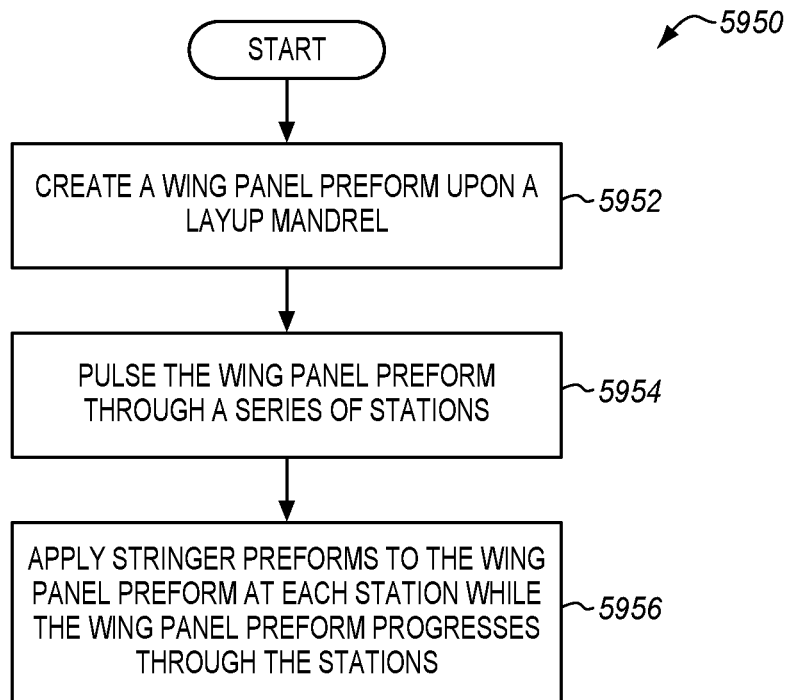 5950
START
CREATE A WING PANEL PREFORM UPON A
LAYUP MANDREL
5952
PULSE THE WING PANEL PREFORM
THROUGH A SERIES OF STATIONS
5954
APPLY STRINGER PREFORMS TO THE WING
PANEL PREFORM AT EACH STATION WHILE
THE WING PANEL PREFORM PROGRESSES
THROUGH THE STATIONS
5956